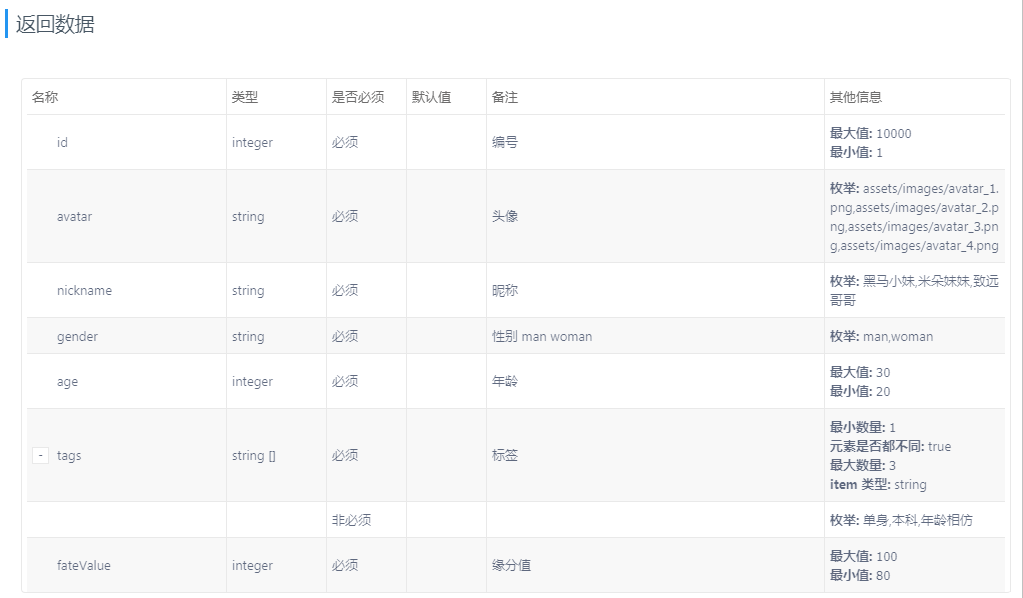 返回数据
名称 类型 是否必须 默认值 备注 其他信息
id integer 必须 编号 最大值: 10000
最小值: 1
avatar string 必须 头像 枚举: assets/images/avatar_1.
png,assets/images/avatar_2.p
ng,assets/images/avatar_3.pn
g,assets/images/avatar_4.png
nickname string 必须 昵称 枚举: 黑马小妹,米朵妹妹,致远
哥哥
gender string 必须 性别 man woman 枚举: man,woman
age integer 必须 年龄 最大值: 30
最小值: 20
- tags string [] 必须 标签 最小数量: 1
元素是否都不同: true
最大数量: 3
item 类型: string
非必须 枚举: 单身,本科,年龄相仿
fateValue integer 必须 缘分值 最大值: 100
最小值: 80